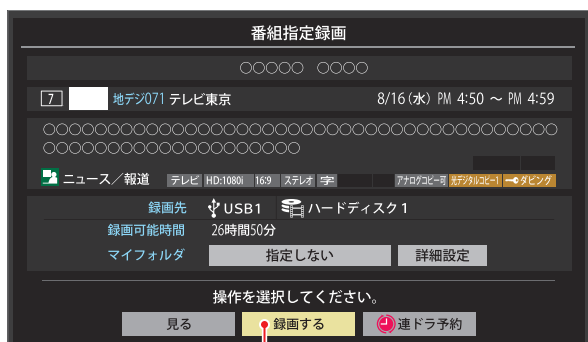 番組指定録画
○○○○○ ○○○○
7 地デジ071 テレビ東京 8/16(水) PM 4:50 ～ PM 4:59
○○○○○○○○○○○○○○○○○○○○○○○○○○○○○○○○○○○○○○○○
○○○○○○○○○○○○○○○○○○○○
ニュース／報道 テレビ HD:1080i 16:9 ステレオ 字 アナログコピー可 光デジタルコピー1 ダビング
録画先 USB1 ハードディスク1
録画可能時間 26時間50分
マイフォルダ 指定しない 詳細設定
操作を選択してください。
見る 録画する 連ドラ予約